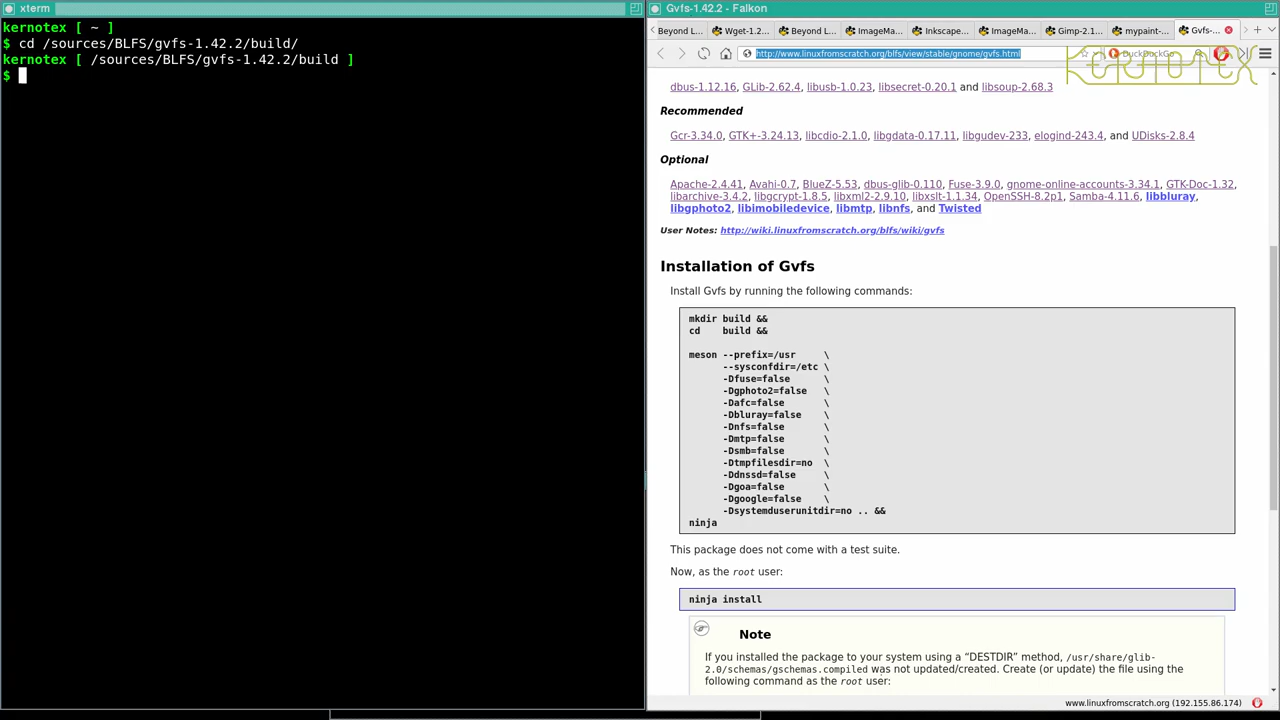 xterm
kernotex [ ~ ]
$ cd /sources/BLFS/gvfs-1.42.2/build/
kernotex [ /sources/BLFS/gvfs-1.42.2/build ]
$
Gvfs-1.42.2 - Falkon
Beyond L... Wget-1.2... Beyond L... ImageMa... Inkscape... ImageMa... Gimp-2.1... mypaint-... Gvfs-...
http://www.linuxfromscratch.org/blfs/view/stable/gnome/gvfs.html
DuckDuckGo
KERNOTEX
dbus-1.12.16, GLib-2.62.4, libusb-1.0.23, libsecret-0.20.1 and libsoup-2.68.3
Recommended
Gcr-3.34.0, GTK+-3.24.13, libcdio-2.1.0, libgdata-0.17.11, libgudev-233, elogind-243.4, and UDisks-2.8.4
Optional
Apache-2.4.41, Avahi-0.7, BlueZ-5.53, dbus-glib-0.110, Fuse-3.9.0, gnome-online-accounts-3.34.1, GTK-Doc-1.32,
libarchive-3.4.2, libgcrypt-1.8.5, libxml2-2.9.10, libxslt-1.1.34, OpenSSH-8.2p1, Samba-4.11.6, libbluray,
libgphoto2, libimobiledevice, libmtp, libnfs, and Twisted
User Notes: http://wiki.linuxfromscratch.org/blfs/wiki/gvfs
Installation of Gvfs
Install Gvfs by running the following commands:
mkdir build &&
cd    build &&
meson --prefix=/usr     \
--sysconfdir=/etc \
-Dfuse=false      \
-Dgphoto2=false   \
-Dafc=false       \
-Dbluray=false    \
-Dnfs=false       \
-Dmtp=false       \
-Dsmb=false       \
-Dtmpfilesdir=no  \
-Ddnssd=false     \
-Dgoa=false       \
-Dgoogle=false    \
-Dsystemduserunitdir=no .. &&
ninja
This package does not come with a test suite.
Now, as the root user:
ninja install
Note
If you installed the package to your system using a “DESTDIR” method, /usr/share/glib-
2.0/schemas/gschemas.compiled was not updated/created. Create (or update) the file using the
following command as the root user:
www.linuxfromscratch.org (192.155.86.174)